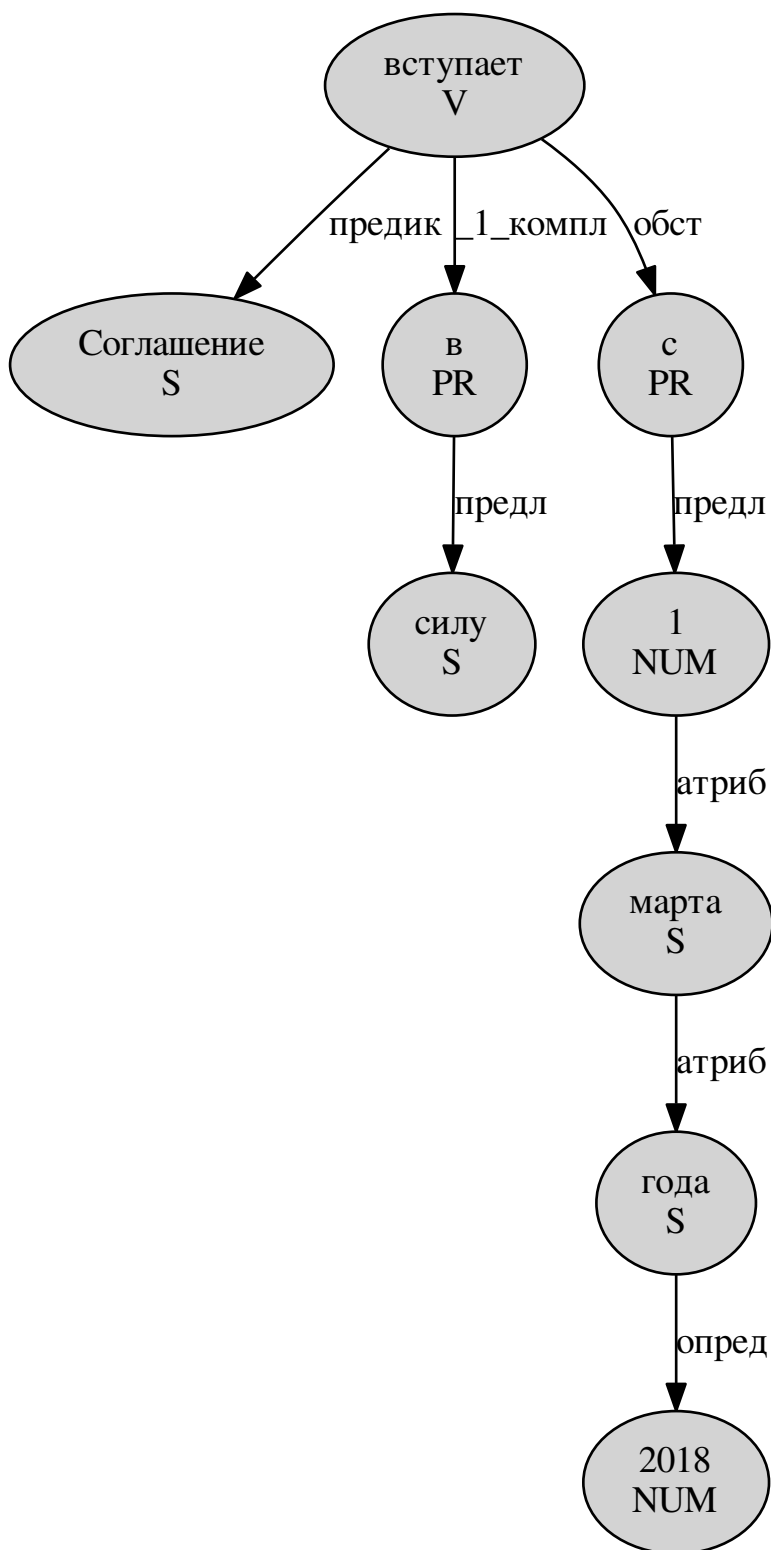 вступает
V
предик
_1_компл
обст
Соглашение
S
в
PR
с
PR
предл
предл
силу
S
1
NUM
атриб
марта
S
атриб
года
S
опред
2018
NUM